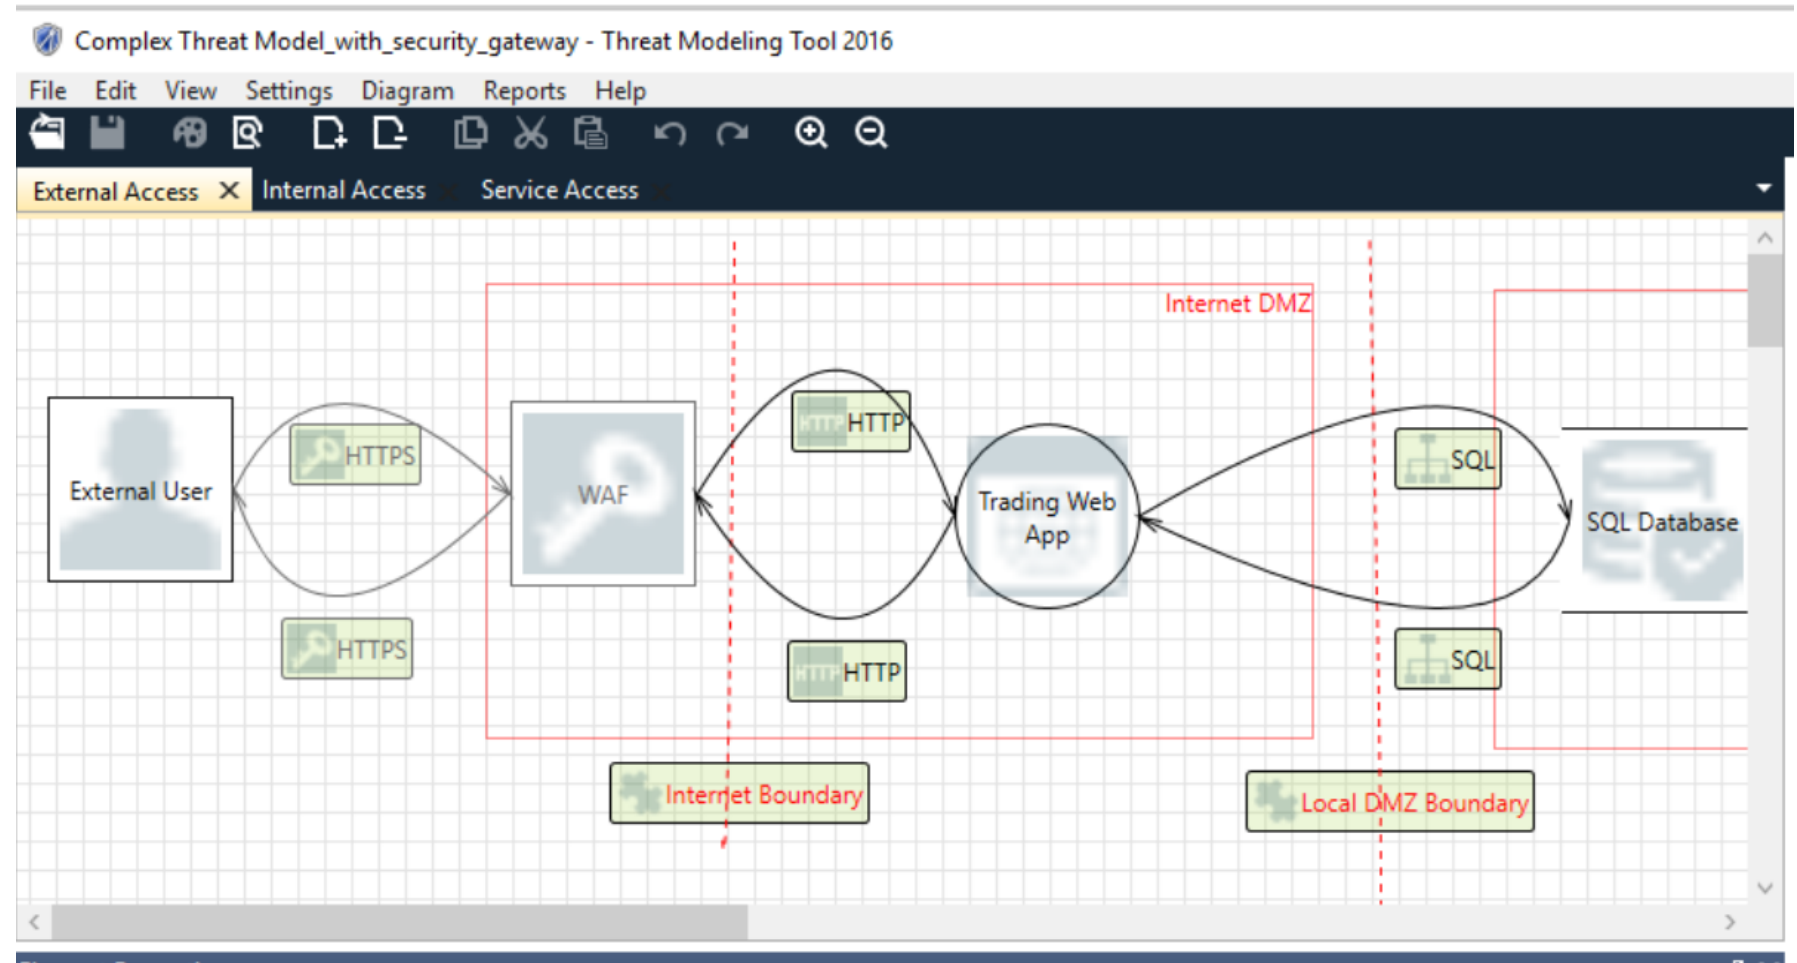 Complex Threat Model_with_security_gateway - Threat Modeling Tool 2016
File Edit View Settings Diagram Reports Help
External Access Internal Access Service Access
Internet DMZ
HTTP HTTP
SQL
HTTPS
External User
WAF
Trading Web
App
SQL Database
HTTPS
HTTP HTTP
SQL
Internet Boundary
Local DMZ Boundary